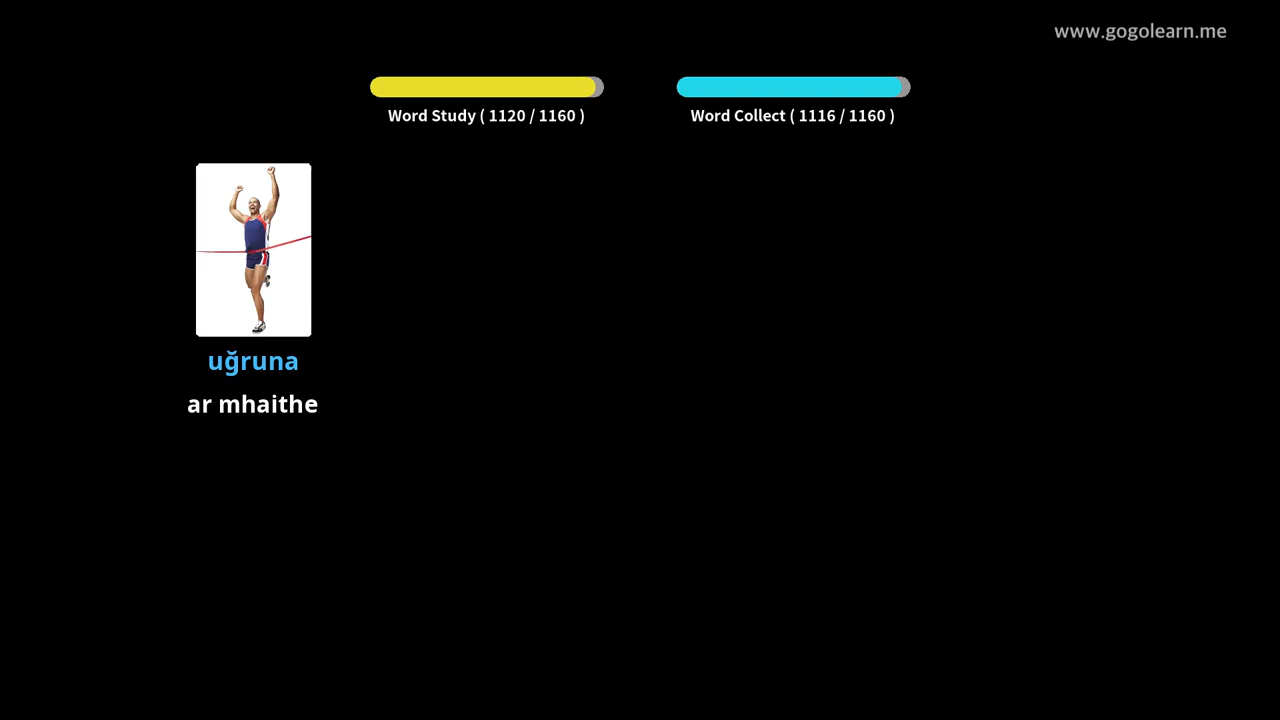 www.gogolearn.me
Word Study ( 1120 / 1160 )
Word Collect ( 1116 / 1160 )
uğruna
ar mhaithe